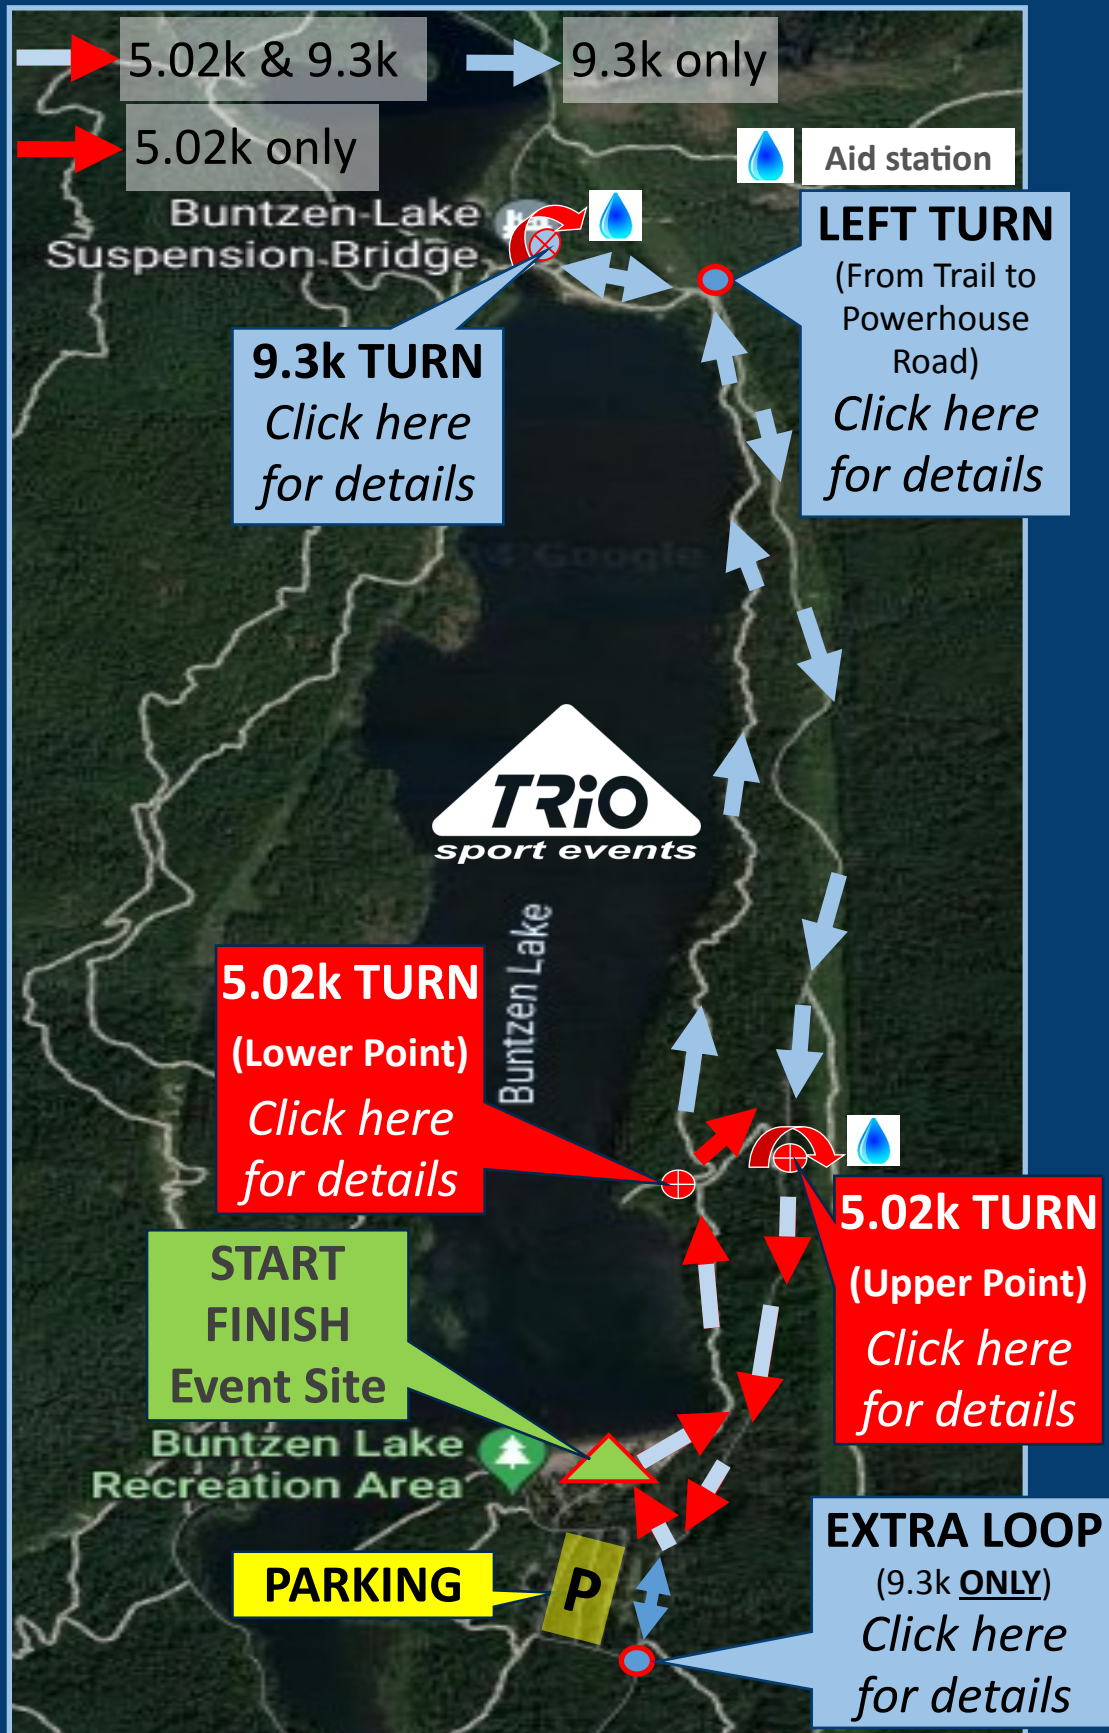 5.02k & 9.3k
9.3k only
5.02k only
Aid station
Buntzen Lake
Suspension Bridge
LEFT TURN
(From Trail to
Powerhouse
Road)
Click here
for details
9.3k TURN
Click here
for details
Google
TRiO
sport events
Buntzen Lake
5.02k TURN
(Lower Point)
Click here
for details
5.02k TURN
(Upper Point)
Click here
for details
START
FINISH
Event Site
Buntzen Lake
Recreation Area
PARKING
P
EXTRA LOOP
(9.3k ONLY)
Click here
for details